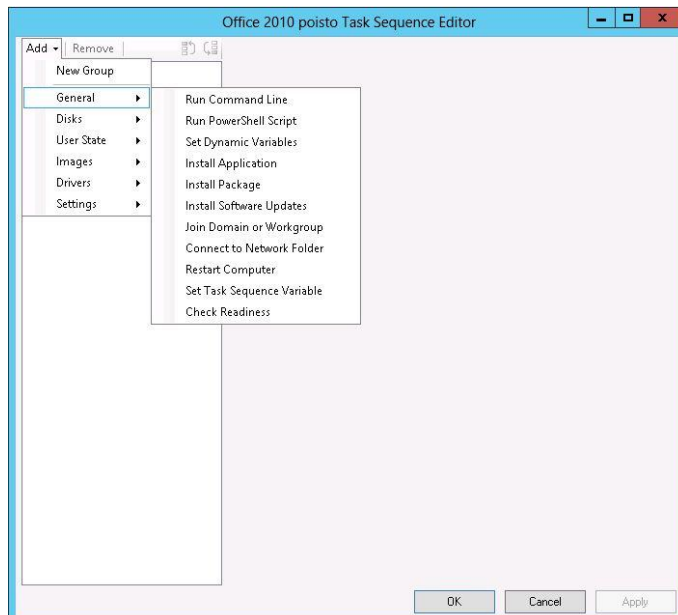 Office 2010 poisto Task Sequence Editor
Add
Remove
New Group
General
Disks
User State
Images
Drivers
Settings
Run Command Line
Run PowerShell Script
Set Dynamic Variables
Install Application
Install Package
Install Software Updates
Join Domain or Workgroup
Connect to Network Folder
Restart Computer
Set Task Sequence Variable
Check Readiness
OK
Cancel
Apply